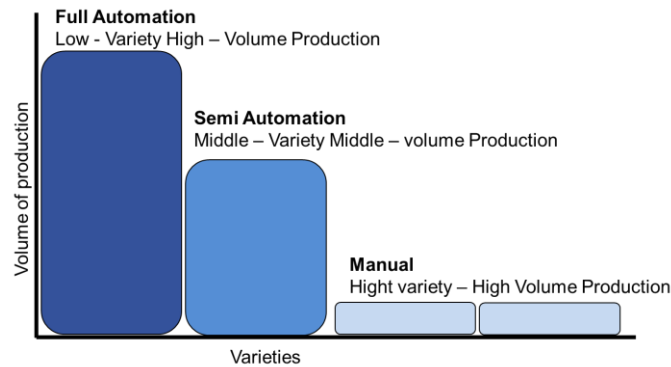 Full Automation
Low - Variety High – Volume Production
Semi Automation
Middle – Variety Middle – volume Production
Manual
Hight variety – High Volume Production
Volume of production
Varieties